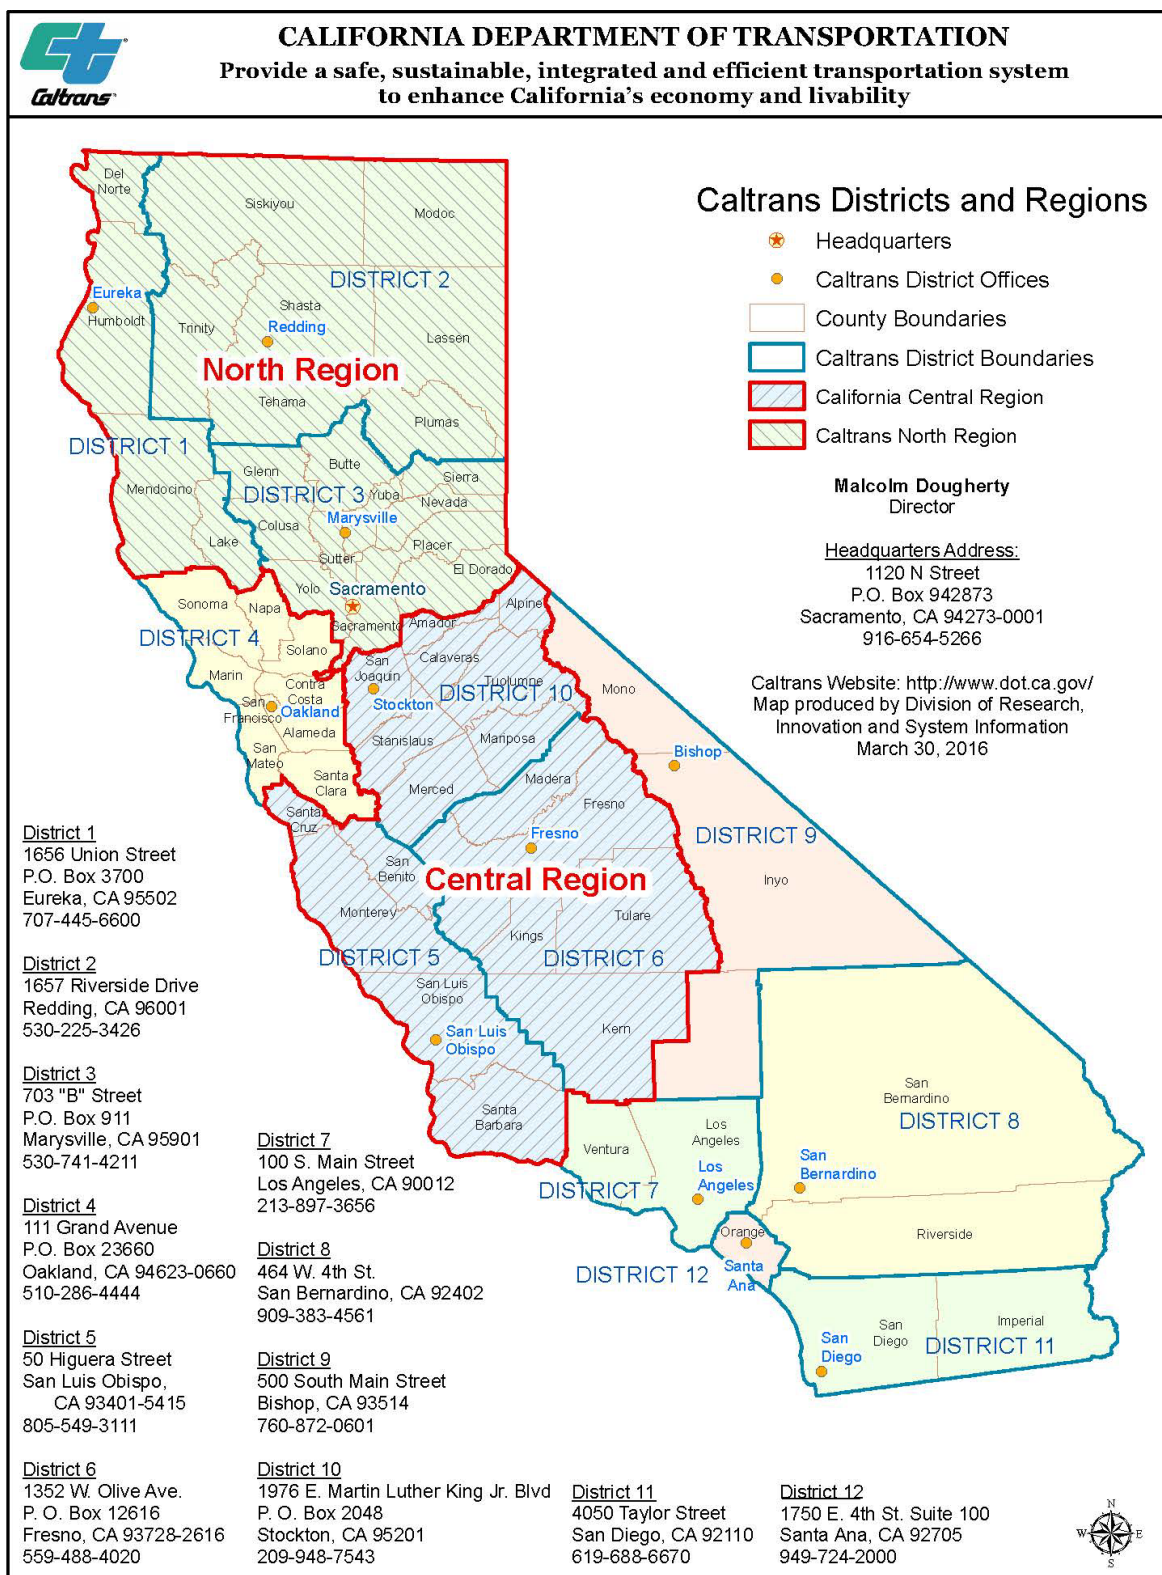 CALIFORNIA DEPARTMENT OF TRANSPORTATION
Provide a safe, sustainable, integrated and efficient transportation system
to enhance California's economy and livability
Caltrans
Caltrans Districts and Regions
Headquarters
Caltrans District Offices
County Boundaries
Caltrans District Boundaries
California Central Region
Caltrans North Region
Malcolm Dougherty
Director
Headquarters Address:
1120 N Street
P.O. Box 942873
Sacramento, CA 94273-0001
916-654-5266
Caltrans Website: http://www.dot.ca.gov/
Map produced by Division of Research,
Innovation and System Information
March 30, 2016
Del
Norte
Siskiyou
Modoc
DISTRICT 2
Eureka
Humboldt
Shasta
Trinity
Redding
Lassen
North Region
Tehama
Plumas
DISTRICT 1
Butte
Glenn
Sierra
Mendocino
DISTRICT 3
Yuba
Nevada
Colusa
Marysville
Lake
Sutter
Placer
El Dorado
Yolo
Sacramento
Sacramento
Sonoma
Napa
Alpine
Amador
DISTRICT 4
Solano
Calaveras
San
Joaquin
Marin
Contra
Costa
Tuolumne
DISTRICT 10
Mono
San
Francisco
Oakland
Stockton
Alameda
Stanislaus
Mariposa
San
Mateo
Bishop
Santa
Clara
Merced
Madera
Fresno
Santa
Cruz
Fresno
DISTRICT 9
San
Benito
Central Region
Inyo
Monterey
Tulare
Kings
DISTRICT 5
DISTRICT 6
San Luis
Obispo
San Luis
Obispo
Kern
Santa
Barbara
San
Bernardino
DISTRICT 8
Ventura
Los
Angeles
Los
Angeles
San
Bernardino
DISTRICT 7
Orange
Riverside
Santa
Ana
DISTRICT 12
San
Diego
Imperial
San
Diego
DISTRICT 11
District 1
1656 Union Street
P.O. Box 3700
Eureka, CA 95502
707-445-6600
District 2
1657 Riverside Drive
Redding, CA 96001
530-225-3426
District 3
703 "B" Street
P.O. Box 911
Marysville, CA 95901
530-741-4211
District 4
111 Grand Avenue
P.O. Box 23660
Oakland, CA 94623-0660
510-286-4444
District 5
50 Higuera Street
San Luis Obispo,
CA 93401-5415
805-549-3111
District 6
1352 W. Olive Ave.
P. O. Box 12616
Fresno, CA 93728-2616
559-488-4020
District 7
100 S. Main Street
Los Angeles, CA 90012
213-897-3656
District 8
464 W. 4th St.
San Bernardino, CA 92402
909-383-4561
District 9
500 South Main Street
Bishop, CA 93514
760-872-0601
District 10
1976 E. Martin Luther King Jr. Blvd
P. O. Box 2048
Stockton, CA 95201
209-948-7543
District 11
4050 Taylor Street
San Diego, CA 92110
619-688-6670
District 12
1750 E. 4th St. Suite 100
Santa Ana, CA 92705
949-724-2000
N
W
E
S